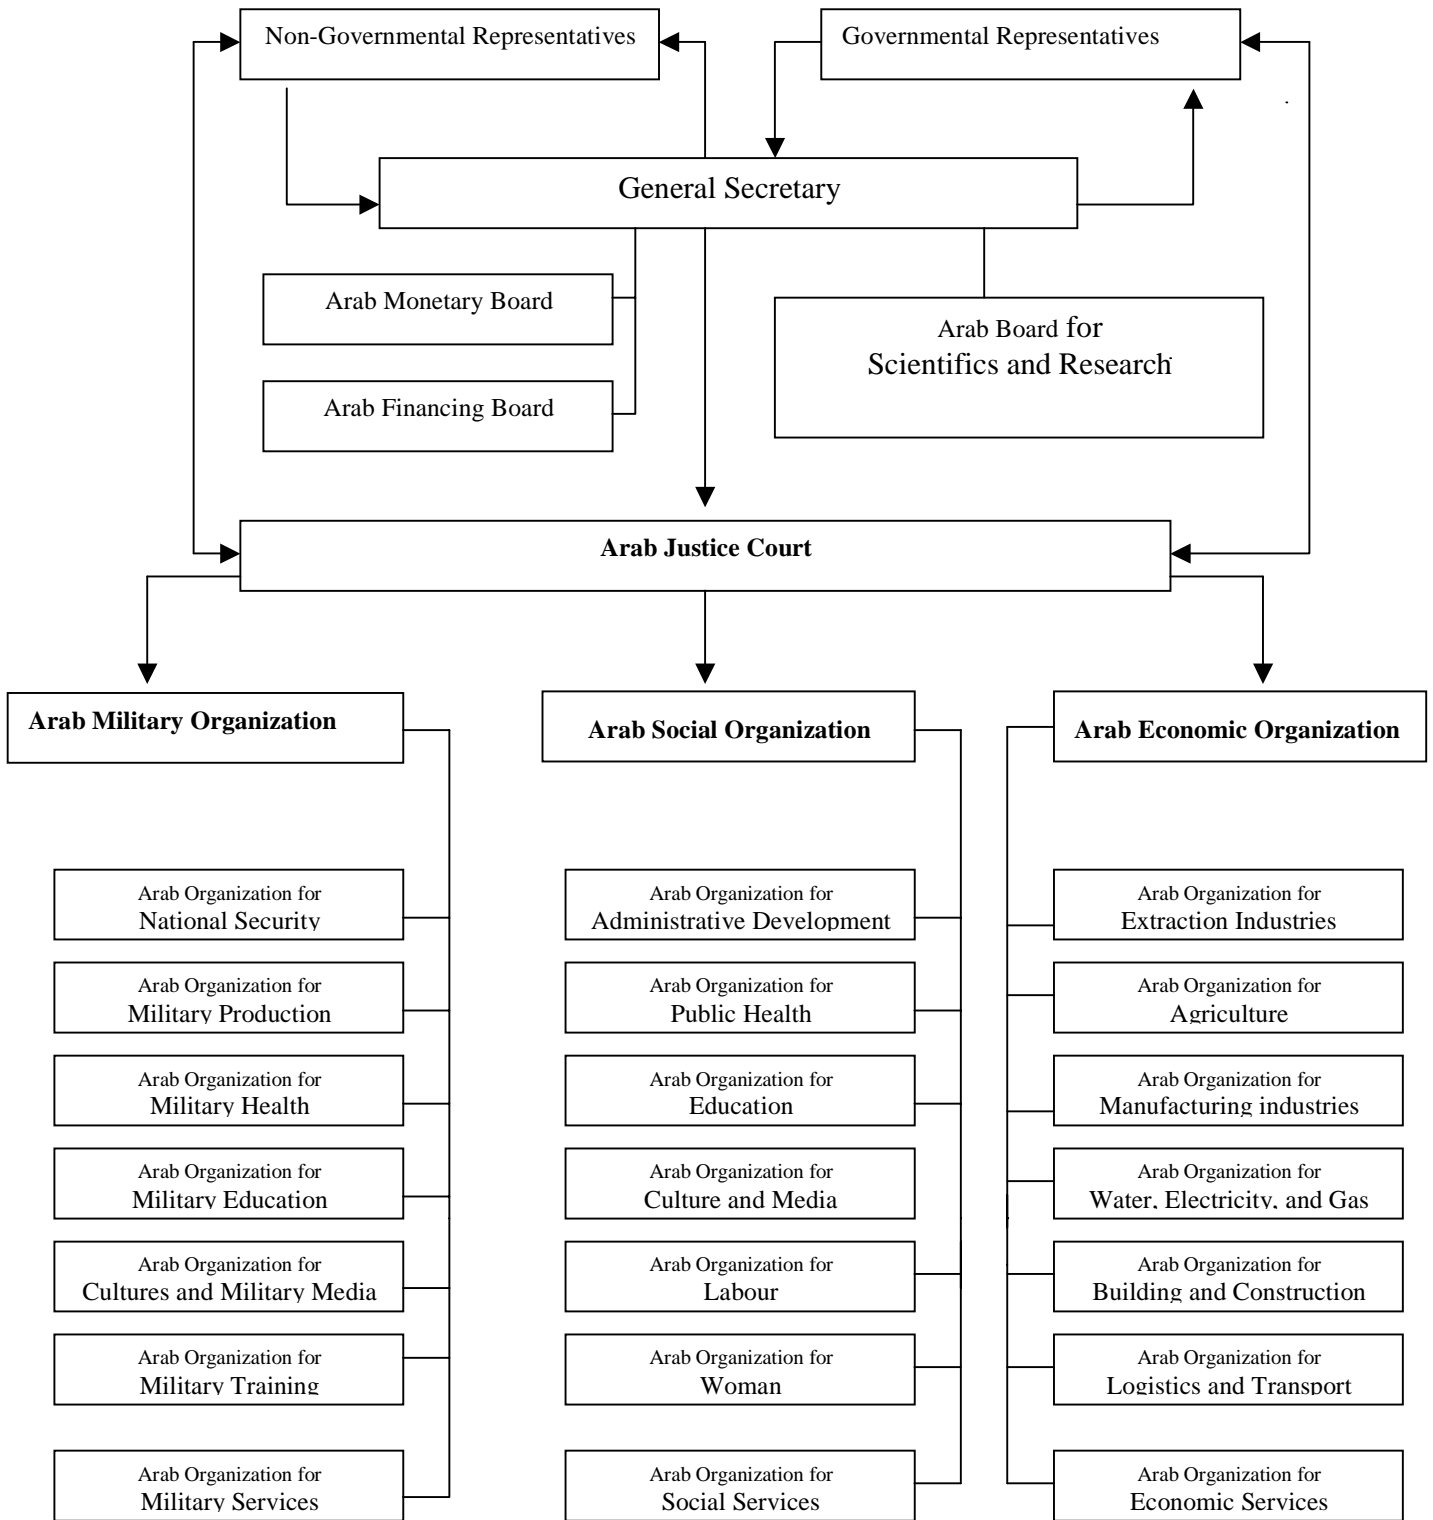 Non-Governmental Representatives
Governmental Representatives
General Secretary
Arab Monetary Board
Arab Board for
Scientifics and Research
Arab Financing Board
Arab Justice Court
Arab Military Organization
Arab Social Organization
Arab Economic Organization
Arab Organization for
National Security
Arab Organization for
Military Production
Arab Organization for
Military Health
Arab Organization for
Military Education
Arab Organization for
Cultures and Military Media
Arab Organization for
Military Training
Arab Organization for
Military Services
Arab Organization for
Administrative Development
Arab Organization for
Public Health
Arab Organization for
Education
Arab Organization for
Culture and Media
Arab Organization for
Labour
Arab Organization for
Woman
Arab Organization for
Social Services
Arab Organization for
Extraction Industries
Arab Organization for
Agriculture
Arab Organization for
Manufacturing industries
Arab Organization for
Water, Electricity, and Gas
Arab Organization for
Building and Construction
Arab Organization for
Logistics and Transport
Arab Organization for
Economic Services